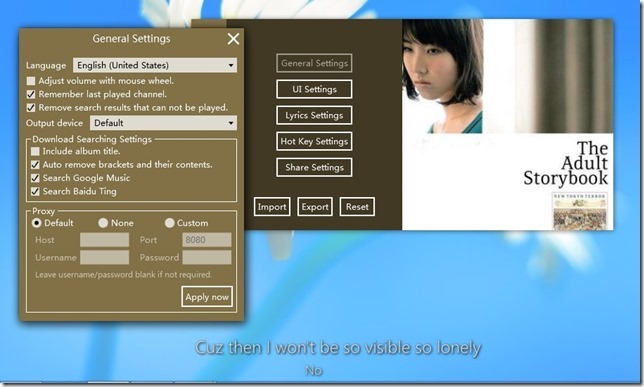 General Settings
Language English (United States)
Adjust volume with mouse wheel.
Remember last played channel.
Remove search results that can not be played.
Output device Default
Download Searching Settings
Include album title.
Auto remove brackets and their contents.
Search Google Music
Search Baidu Ting
Proxy
Default None Custom
Host Port 8080
Username Password
Leave username/password blank if not required.
Apply now
General Settings
UI Settings
Lyrics Settings
Hot Key Settings
Share Settings
Import Export Reset
The
Adult
Storybook
NEW TOKYO TERROR
Cuz then I won't be so visible so lonely
No